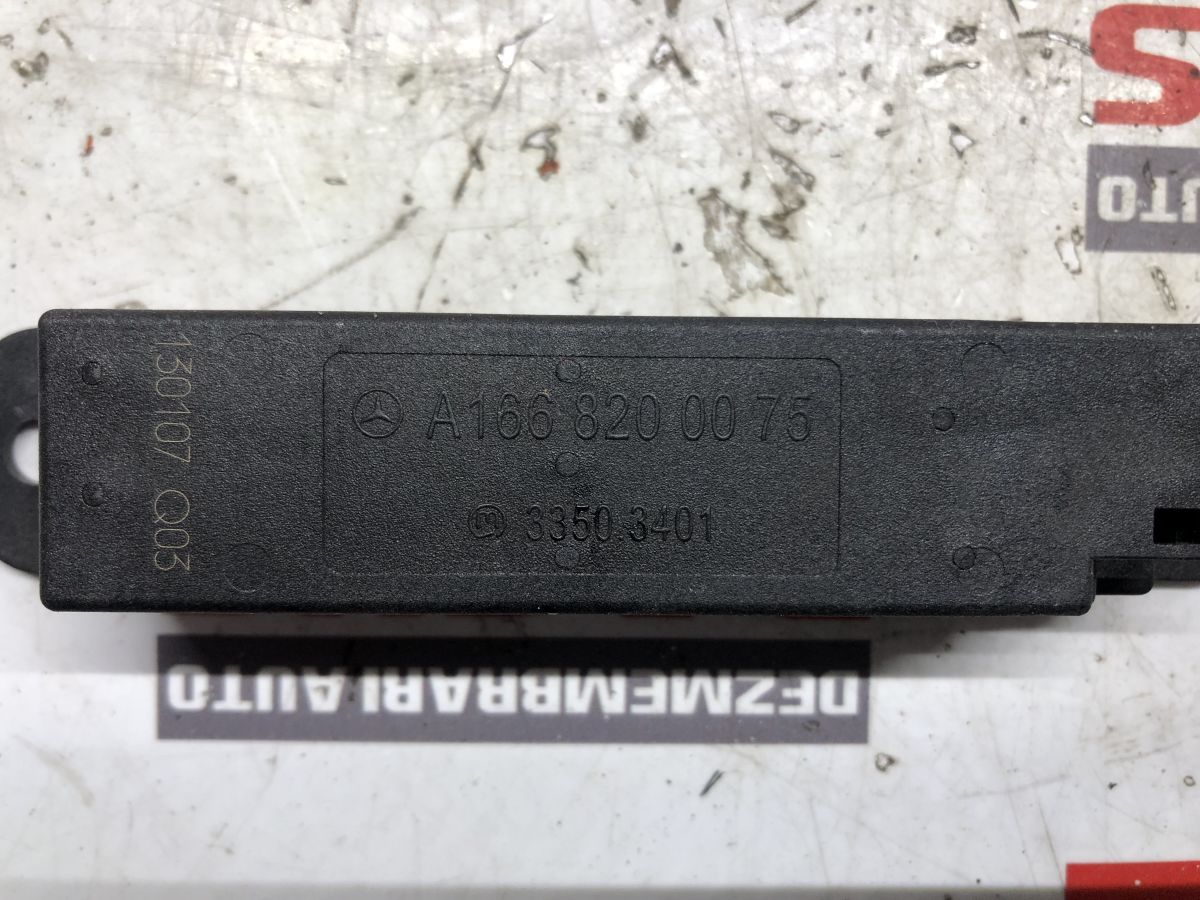 S
UTO
130107 Q03
A166 820 00 75
3350.3401
DEZMEMBRARI AUTO